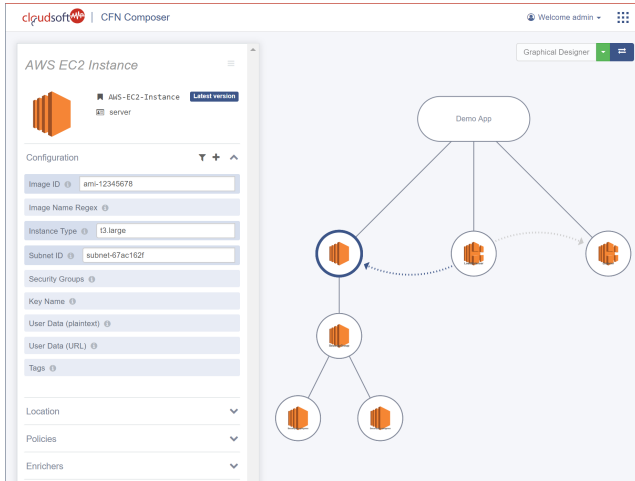 cloudsoft
CFN Composer
Welcome admin
AWS EC2 Instance
AWS-EC2-Instance
Latest version
server
Configuration
Image ID
ami-12345678
Image Name Regex
Instance Type
t3.large
Subnet ID
subnet-67ac162f
Security Groups
Key Name
User Data (plaintext)
User Data (URL)
Tags
Location
Policies
Enrichers
Graphical Designer
Demo App